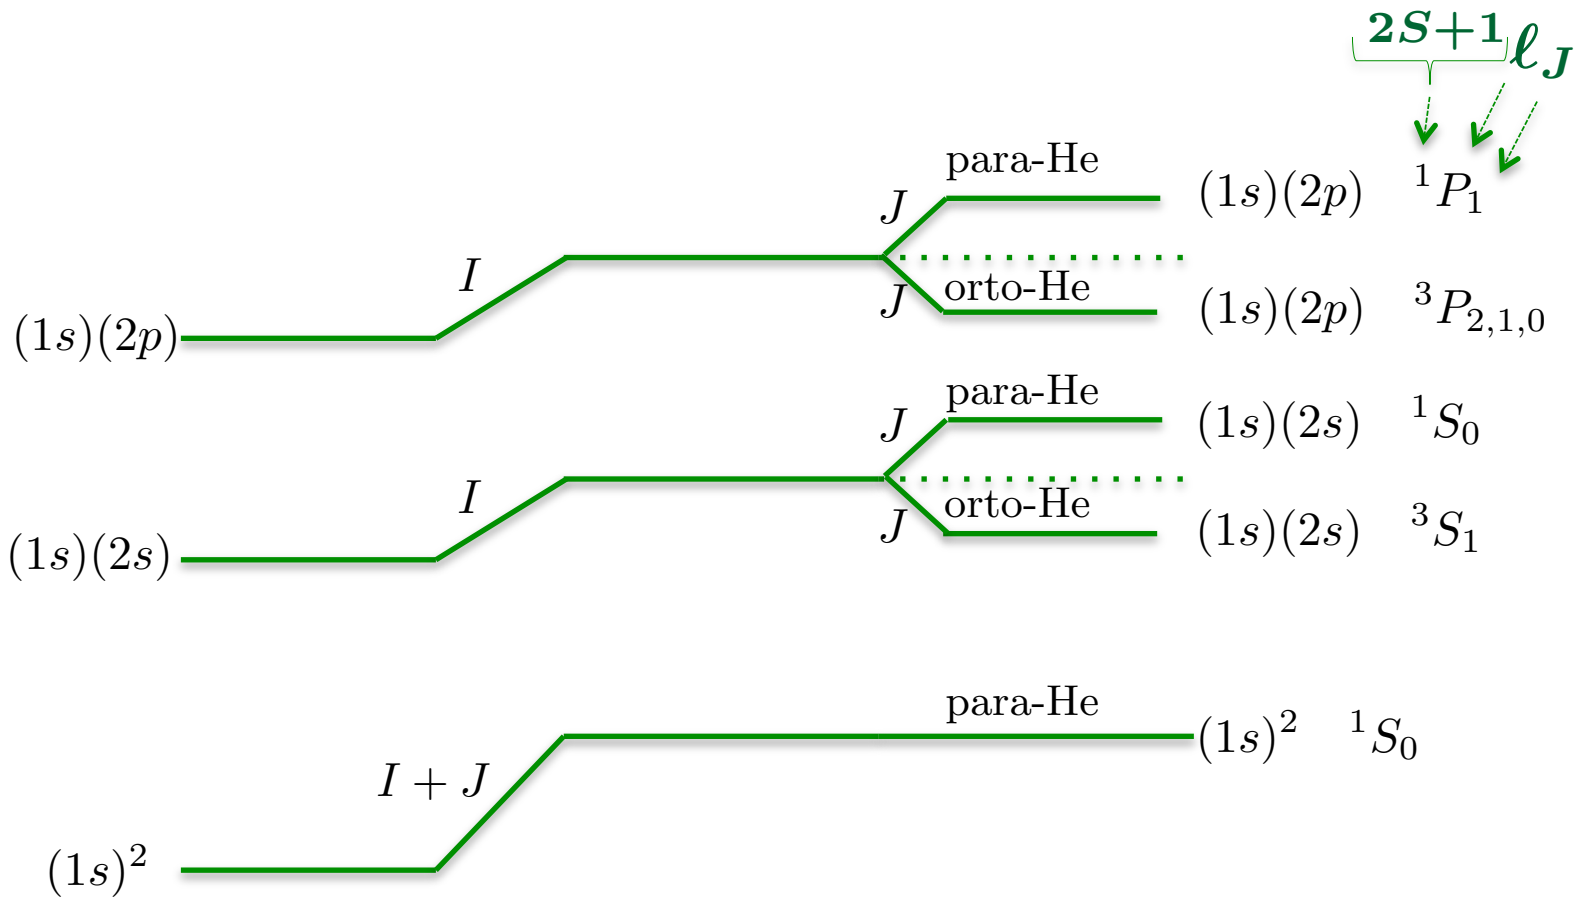 2S+1 ℓ_J
para-He
J
(1s)(2p) ¹P₁
I
J
orto-He
(1s)(2p) ³P₂,₁,₀
(1s)(2p)
para-He
J
(1s)(2s) ¹S₀
I
J
orto-He
(1s)(2s) ³S₁
(1s)(2s)
para-He
(1s)² ¹S₀
I + J
(1s)²